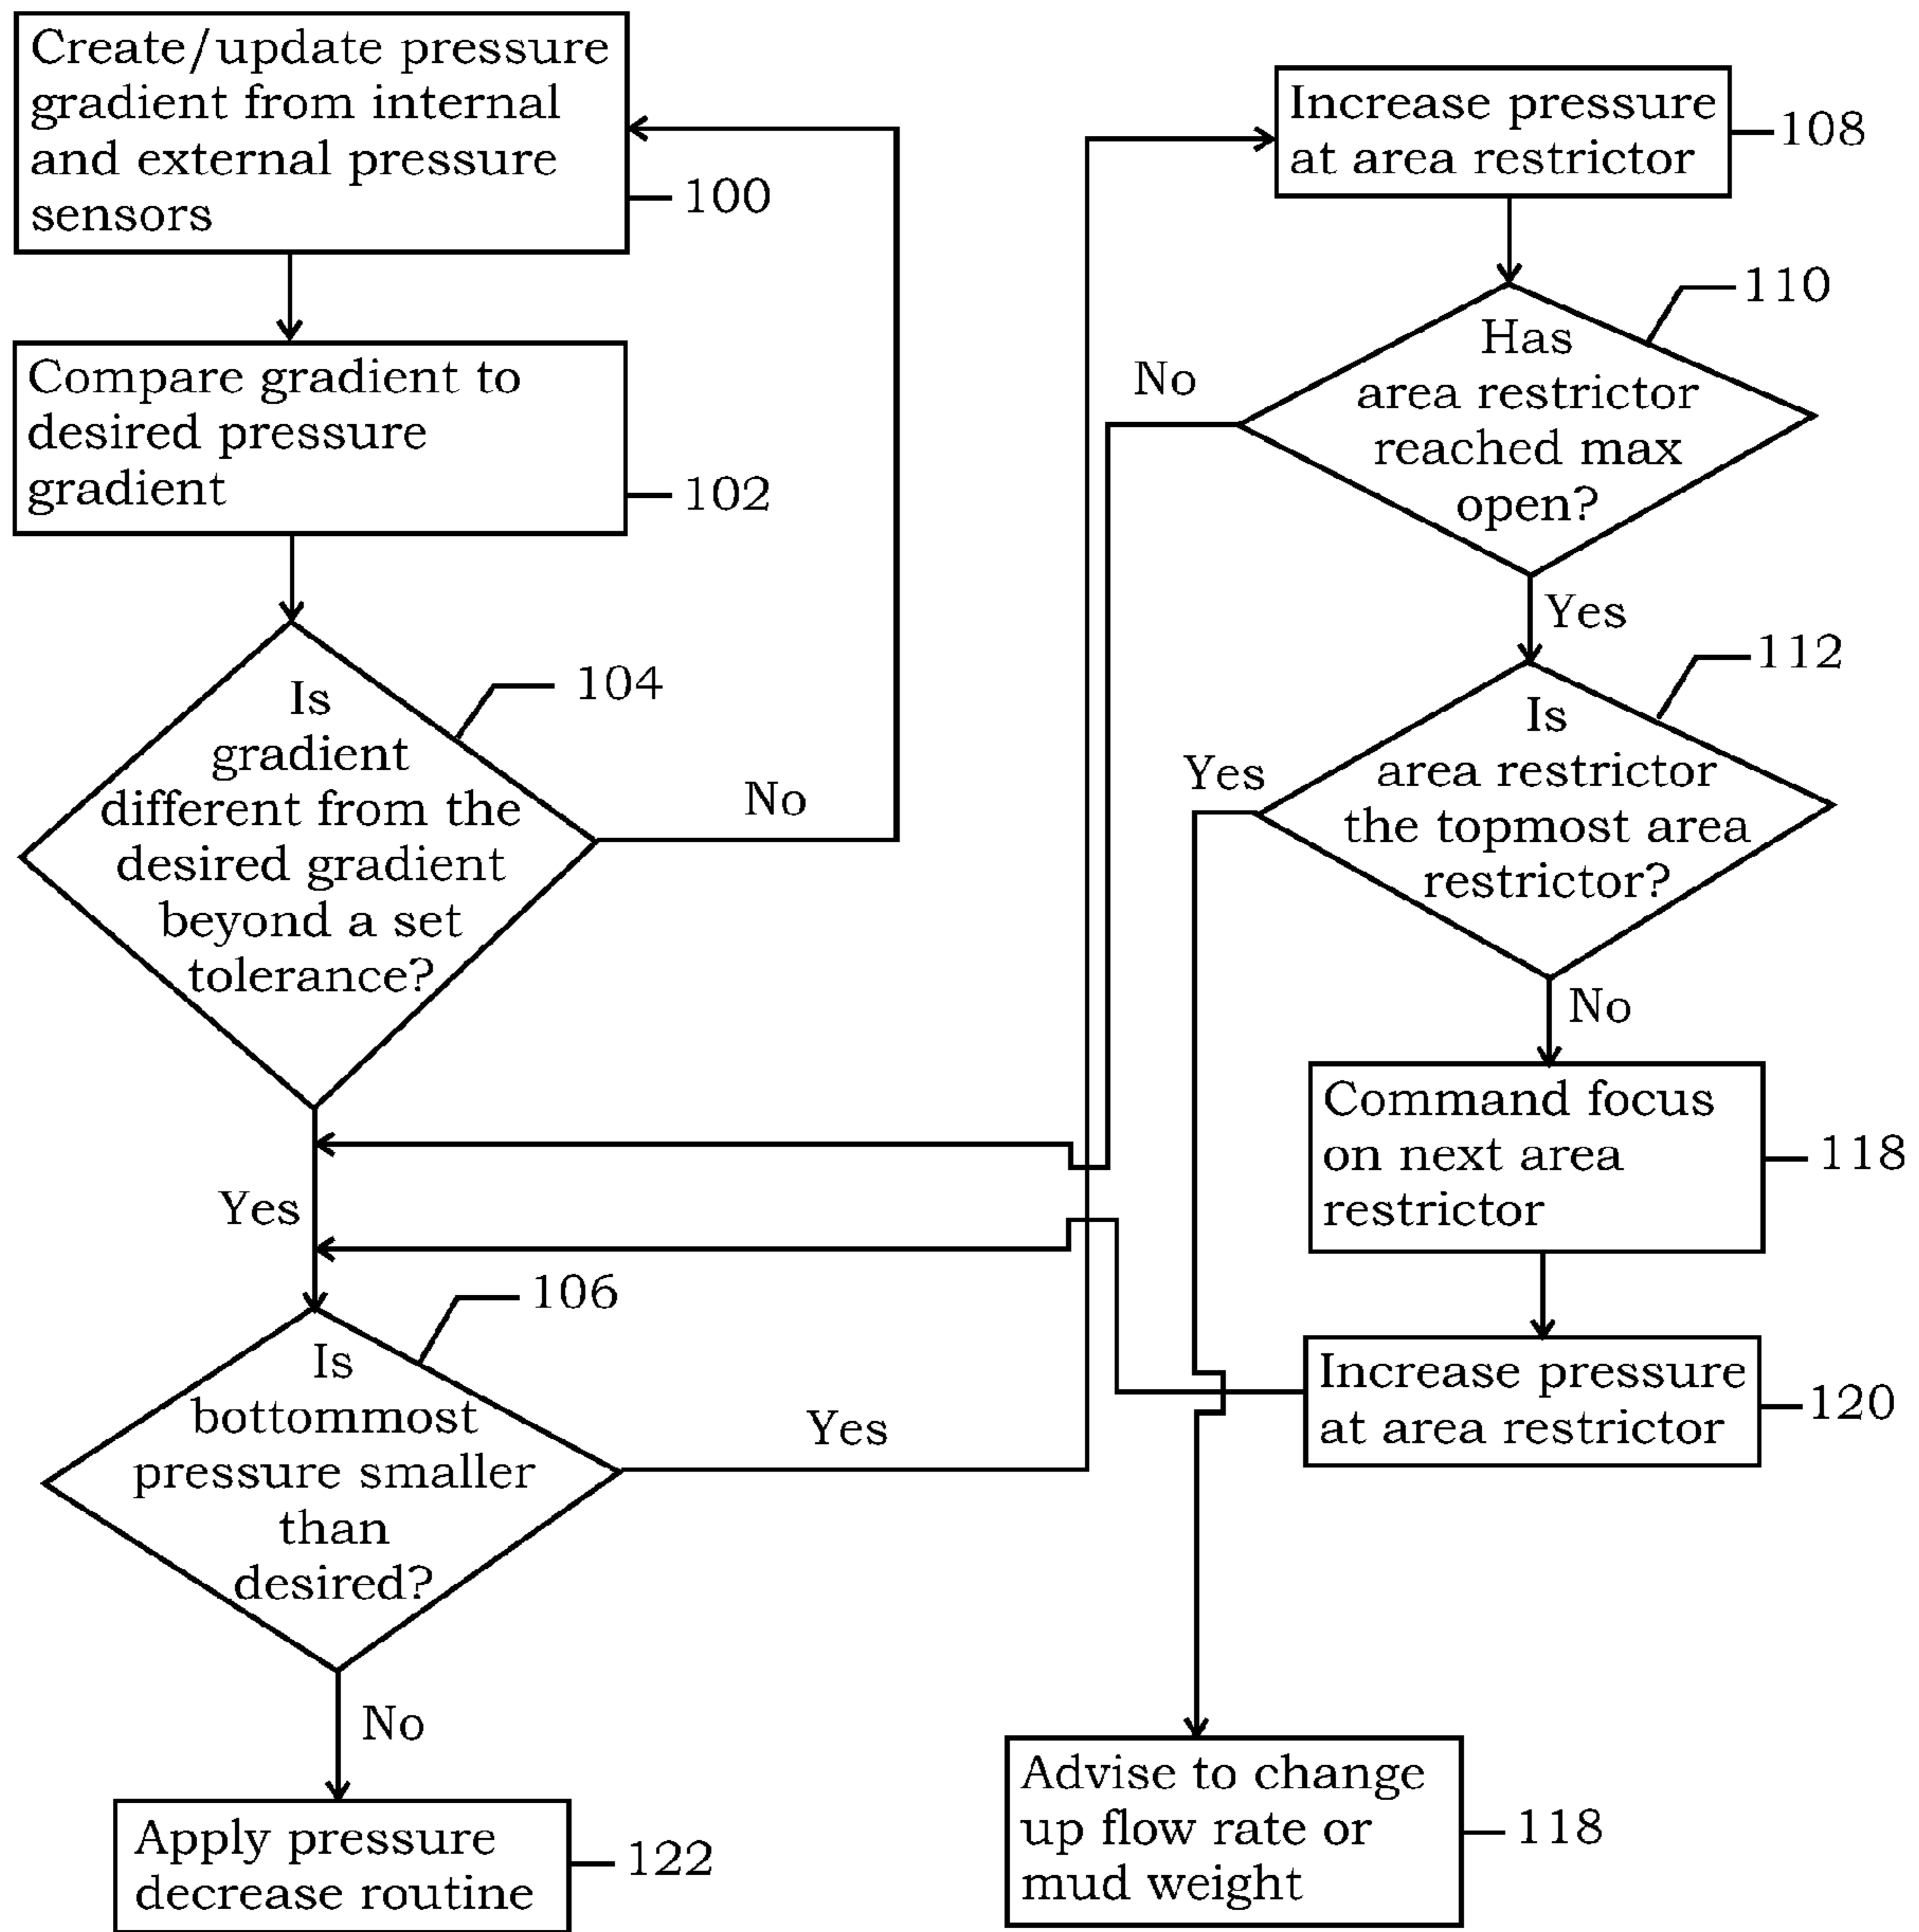 Create/update pressure
gradient from internal
and external pressure
sensors
100
Compare gradient to
desired pressure
gradient
102
Is
gradient
different from the
desired gradient
beyond a set
tolerance?
104
No
Yes
Is
bottommost
pressure smaller
than
desired?
106
Yes
No
Apply pressure
decrease routine
122
Increase pressure
at area restrictor
108
Has
area restrictor
reached max
open?
110
No
Yes
Is
area restrictor
the topmost area
restrictor?
112
Yes
No
Command focus
on next area
restrictor
118
Increase pressure
at area restrictor
120
Advise to change
up flow rate or
mud weight
118